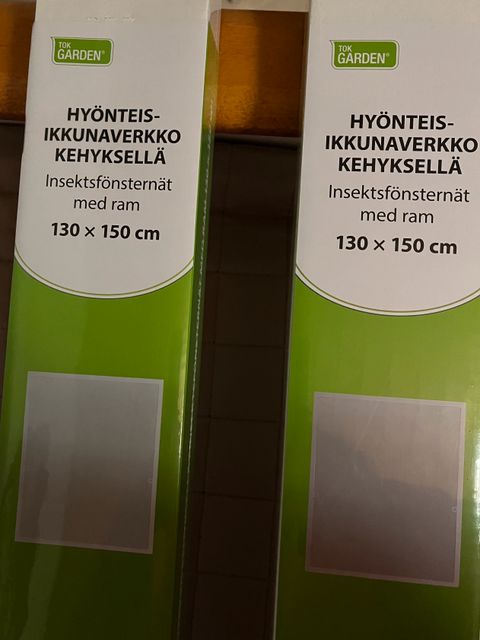 TOK
GARDEN®
HYÖNTEIS-
IKKUNAVERKKO
KEHYKSELLÄ
Insektsfönsternät
med ram
130 × 150 cm
TOK
GARDEN®
HYÖNTEIS-
IKKUNAVERKKO
KEHYKSELLÄ
Insektsfönsternät
med ram
130 × 150 cm